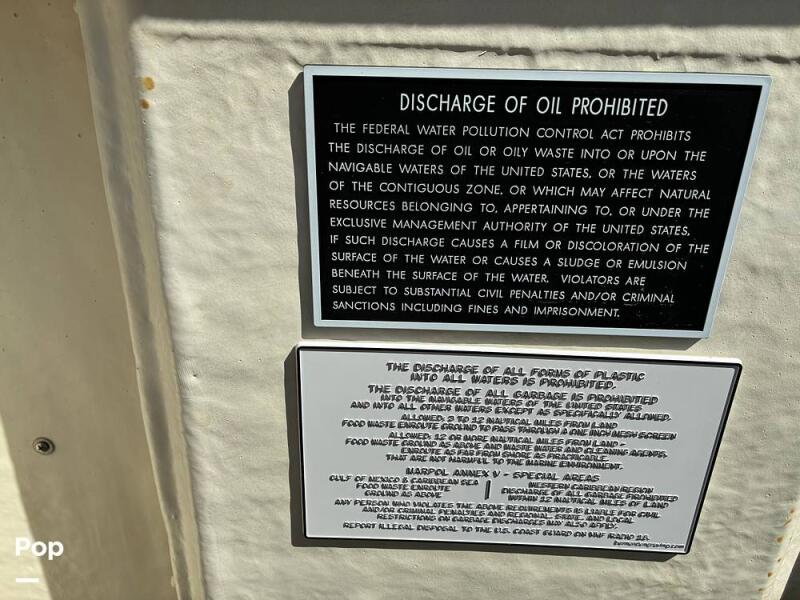 DISCHARGE OF OIL PROHIBITED
THE FEDERAL WATER POLLUTION CONTROL ACT PROHIBITS
THE DISCHARGE OF OIL OR OILY WASTE INTO OR UPON THE
NAVIGABLE WATERS OF THE UNITED STATES, OR THE WATERS
OF THE CONTIGUOUS ZONE, OR WHICH MAY AFFECT NATURAL
RESOURCES BELONGING TO, APPERTAINING TO, OR UNDER THE
EXCLUSIVE MANAGEMENT AUTHORITY OF THE UNITED STATES,
IF SUCH DISCHARGE CAUSES A FILM OR DISCOLORATION OF THE
SURFACE OF THE WATER OR CAUSES A SLUDGE OR EMULSION
BENEATH THE SURFACE OF THE WATER. VIOLATORS ARE
SUBJECT TO SUBSTANTIAL CIVIL PENALTIES AND/OR CRIMINAL
SANCTIONS INCLUDING FINES AND IMPRISONMENT.
THE DISCHARGE OF ALL FORMS OF PLASTIC
INTO ALL WATERS IS PROHIBITED.
THE DISCHARGE OF ALL GARBAGE IS PROHIBITED
INTO THE NAVIGABLE WATERS OF THE UNITED STATES
AND INTO ALL OTHER WATERS EXCEPT AS SPECIFICALLY ALLOWED.
ALLOWED: 3 TO 12 NAUTICAL MILES FROM LAND
FOOD WASTE ENROUTE GROUND TO PASS THROUGH A ONE INCH MESH SCREEN
ALLOWED: 12 OR MORE NAUTICAL MILES FROM LAND -
FOOD WASTE GROUND AS ABOVE AND WASTE WATER AND CLEANING AGENTS,
ENROUTE AS FAR FROM SHORE AS PRACTICABLE,
THAT ARE NOT HARMFUL TO THE MARINE ENVIRONMENT.
MARPOL ANNEX V - SPECIAL AREAS
GULF OF MEXICO & CARIBBEAN SEA
FOOD WASTE ENROUTE
GROUND AS ABOVE
WESTERN CARIBBEAN REGION
DISCHARGE OF ALL GARBAGE PROHIBITED
WITHIN 12 NAUTICAL MILES OF LAND
ANY PERSON WHO VIOLATES THE ABOVE REQUIREMENTS IS LIABLE FOR CIVIL
AND/OR CRIMINAL PENALTIES AND REGIONAL, STATE AND LOCAL
RESTRICTIONS ON GARBAGE DISCHARGES MAY ALSO APPLY.
REPORT ILLEGAL DISPOSAL TO THE U.S. COAST GUARD ON VHF RADIO 16.
Pop